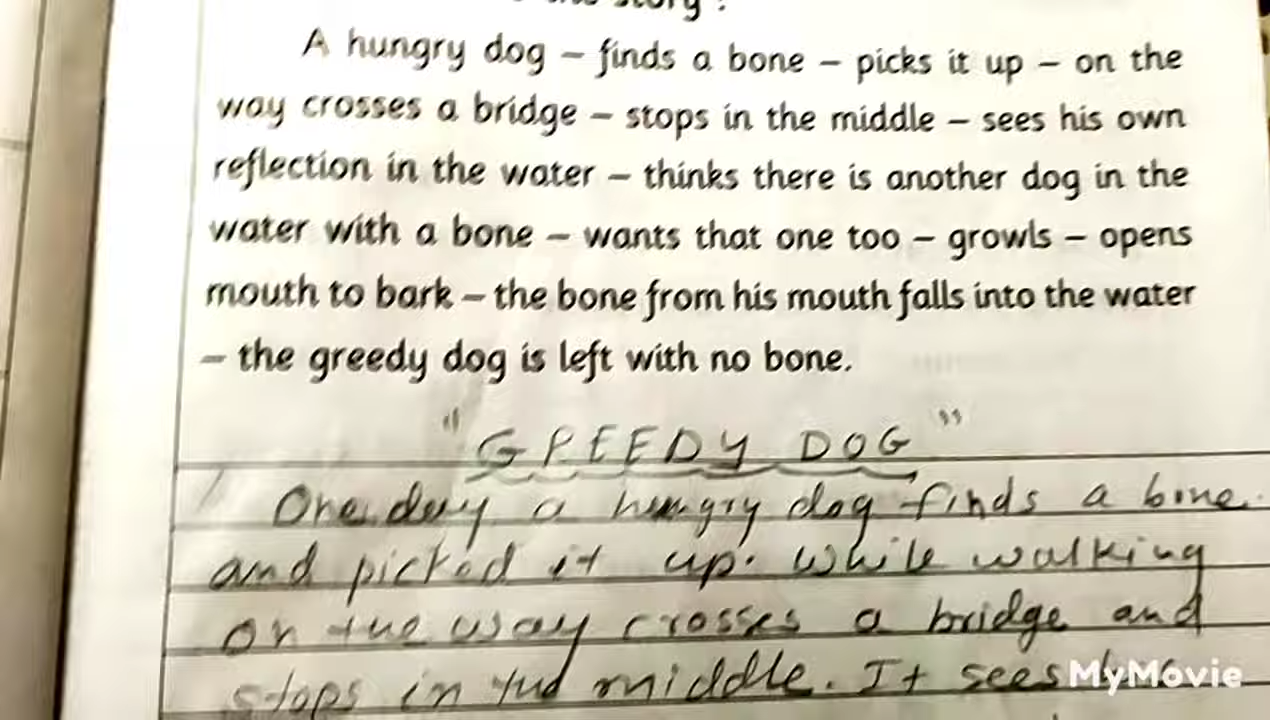 the story ?
A hungry dog – finds a bone – picks it up – on the
way crosses a bridge – stops in the middle – sees his own
reflection in the water – thinks there is another dog in the
water with a bone – wants that one too – growls – opens
mouth to bark – the bone from his mouth falls into the water
– the greedy dog is left with no bone.
" GREEDY DOG "
One day a hungry dog finds a bone.
and picked it up. while walking
on the way crosses a bridge and
stops in the middle. It sees
MyMovie